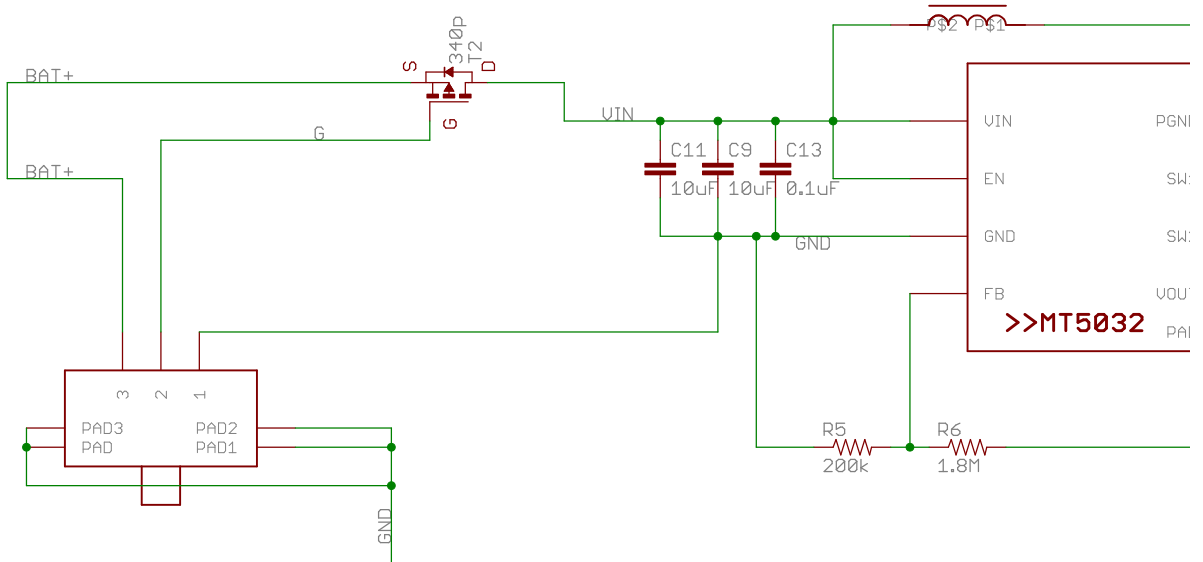 P$2 P$1
340p
T2
S
D
G
BAT+
G
BAT+
VIN
C11
10uF
C9
10uF
C13
0.1uF
GND
VIN
EN
GND
FB
PGN
SW
SW
VOU
PA
>>MT5032
3
2
1
PAD3
PAD
PAD2
PAD1
GND
R5
200k
R6
1.8M